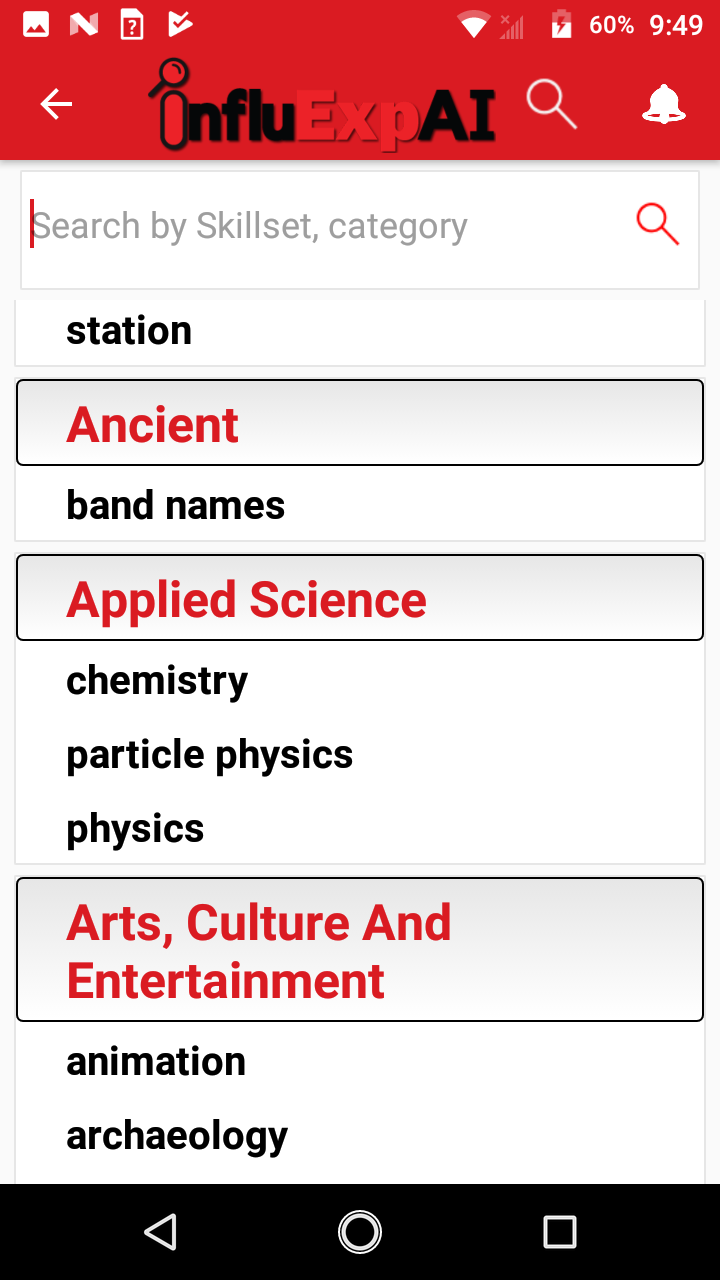 60% 9:49
influExpAI
Search by Skillset, category
station
Ancient
band names
Applied Science
chemistry
particle physics
physics
Arts, Culture And
Entertainment
animation
archaeology